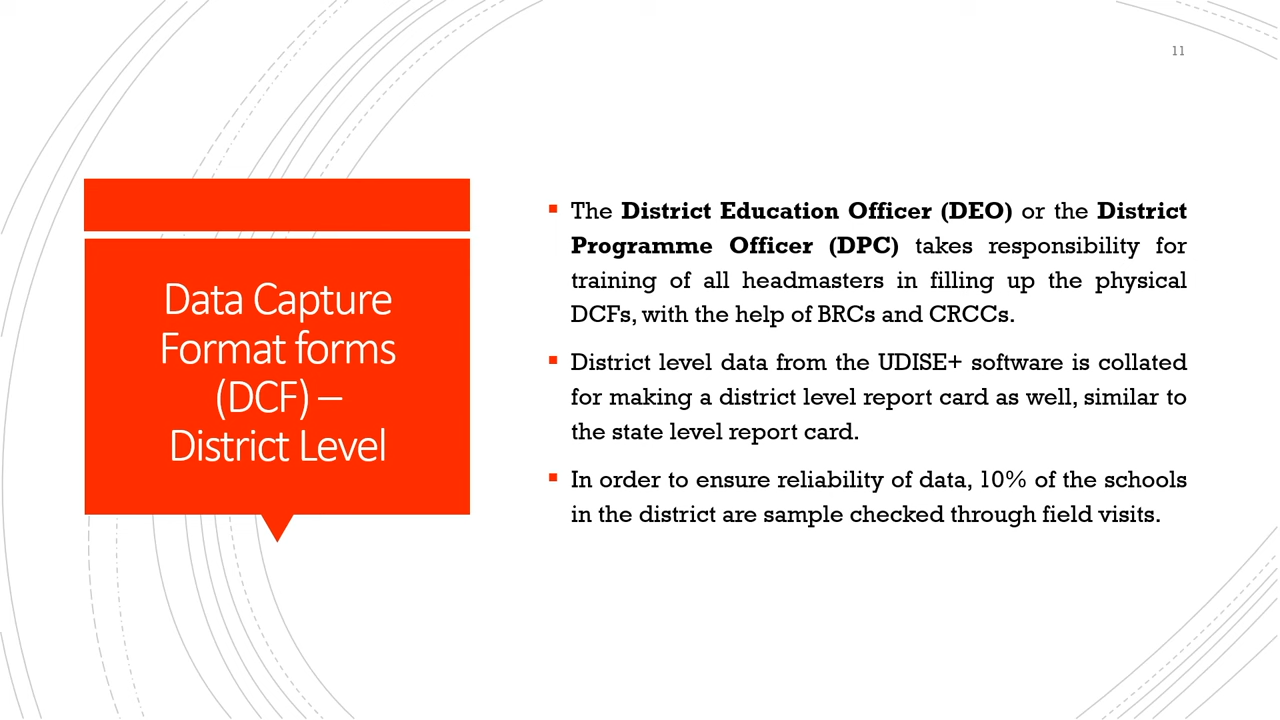 11
Data Capture
Format forms
(DCF) –
District Level
▪ The District Education Officer (DEO) or the District
Programme Officer (DPC) takes responsibility for
training of all headmasters in filling up the physical
DCFs, with the help of BRCs and CRCCs.
▪ District level data from the UDISE+ software is collated
for making a district level report card as well, similar to
the state level report card.
▪ In order to ensure reliability of data, 10% of the schools
in the district are sample checked through field visits.